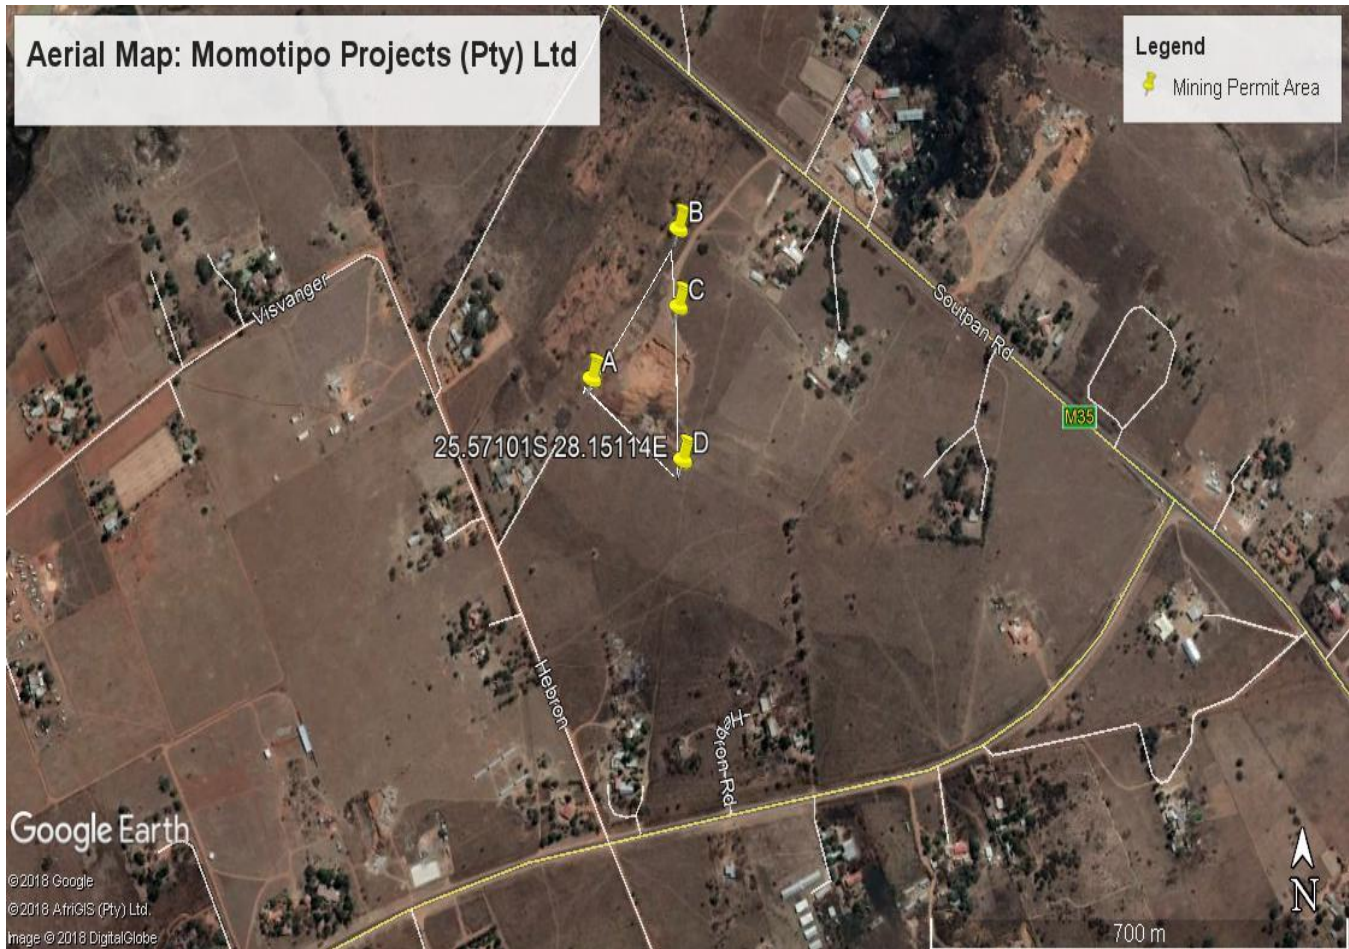 Aerial Map: Momotipo Projects (Pty) Ltd
Legend
Mining Permit Area
B
C
Visvanger
Soutpan Rd
A
M35
25.57101S 28.15114E
D
Hebron
Hebron Rd
Google Earth
©2018 Google
©2018 AfriGIS (Pty) Ltd.
Image © 2018 DigitalGlobe
N
700 m